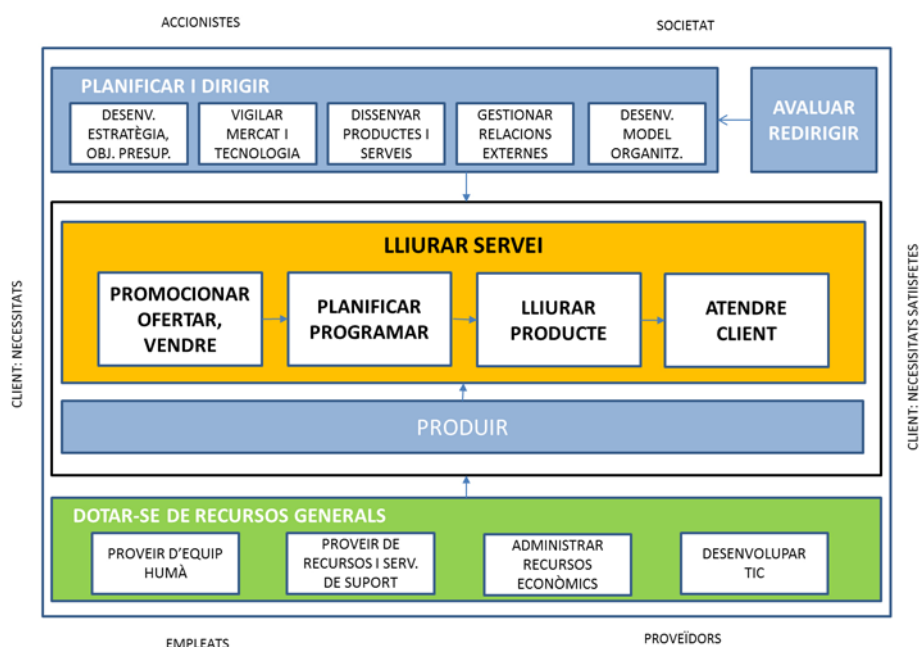 ACCIONISTES
SOCIETAT
PLANIFICAR I DIRIGIR
DESENV.
ESTRATÈGIA,
OBJ. PRESUP.
VIGILAR
MERCAT I
TECNOLOGIA
DISSENYAR
PRODUCTES I
SERVEIS
GESTIONAR
RELACIONS
EXTERNES
DESENV.
MODEL
ORGANITZ.
AVALUAR
REDIRIGIR
CLIENT: NECESSITATS
LLIURAR SERVEI
PROMOCIONAR
OFERTAR,
VENDRE
PLANIFICAR
PROGRAMAR
LLIURAR
PRODUCTE
ATENDRE
CLIENT
PRODUIR
CLIENT: NECESISITATS SATIISFETES
DOTAR-SE DE RECURSOS GENERALS
PROVEIR D'EQUIP
HUMÀ
PROVEIR DE
RECURSOS I SERV.
DE SUPORT
ADMINISTRAR
RECURSOS
ECONÒMICS
DESENVOLUPAR
TIC
EMPLEATS
PROVEÏDORS